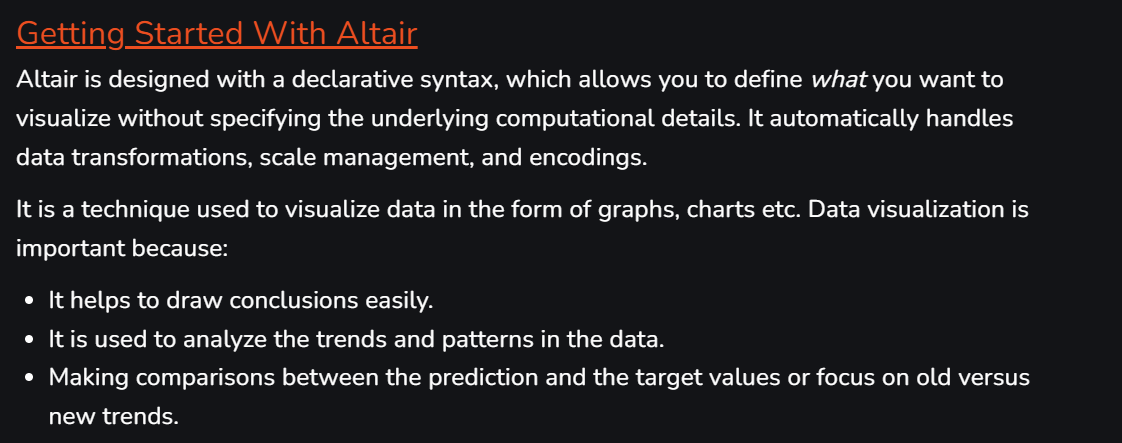 Getting Started With Altair
Altair is designed with a declarative syntax, which allows you to define what you want to
visualize without specifying the underlying computational details. It automatically handles
data transformations, scale management, and encodings.
It is a technique used to visualize data in the form of graphs, charts etc. Data visualization is
important because:
• It helps to draw conclusions easily.
• It is used to analyze the trends and patterns in the data.
• Making comparisons between the prediction and the target values or focus on old versus
new trends.